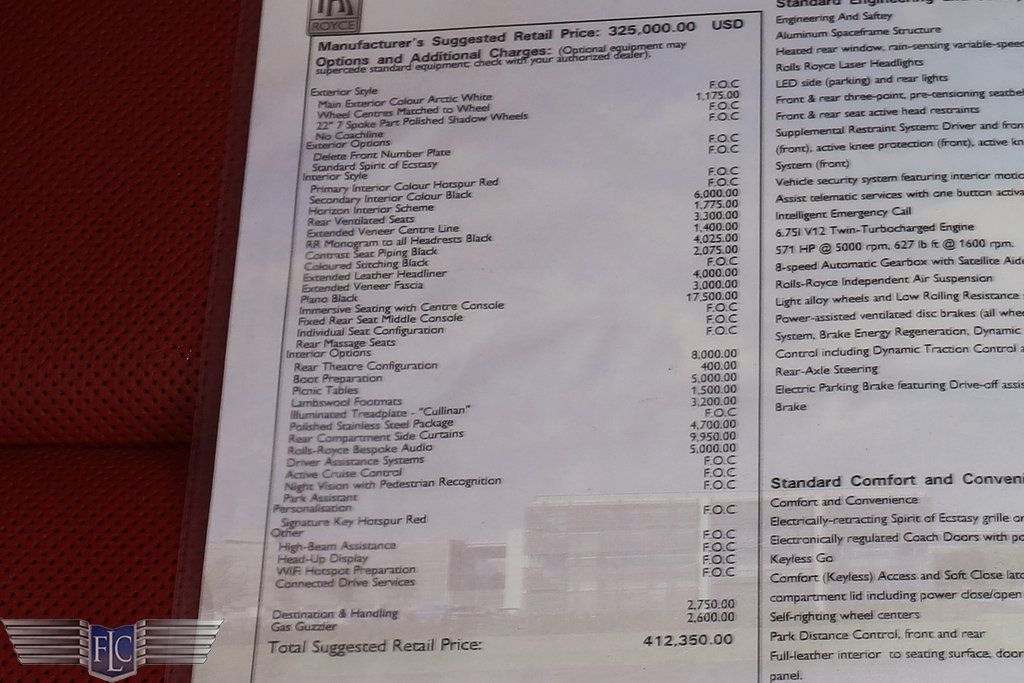 ROYCE
Manufacturer's Suggested Retail Price: 325,000.00 USD
Options and Additional Charges: (Optional equipment may
supercede standard equipment, check with your authorized dealer).
Exterior Style
Main Exterior Colour Arctic White F.O.C
Wheel Centres Matched to Wheel 1,175.00
22" 7 Spoke Part Polished Shadow Wheels F.O.C
No Coachline F.O.C
Exterior Options
Delete Front Number Plate F.O.C
Standard Spirit of Ecstasy F.O.C
Interior Style
Primary Interior Colour Hotspur Red F.O.C
Secondary Interior Colour Black F.O.C
Horizon Interior Scheme 6,000.00
Rear Ventilated Seats 1,775.00
Extended Veneer Centre Line 3,300.00
RR Monogram to all Headrests Black 1,400.00
Contrast Seat Piping Black 4,025.00
Coloured Stitching Black 2,075.00
Extended Leather Headliner F.O.C
Extended Veneer Fascia 4,000.00
Piano Black 3,000.00
Immersive Seating with Centre Console 17,500.00
Fixed Rear Seat Middle Console F.O.C
Individual Seat Configuration F.O.C
Rear Massage Seats F.O.C
Interior Options
Rear Theatre Configuration 8,000.00
Boot Preparation 400.00
Picnic Tables 5,000.00
Lambswool Footmats 1,500.00
Illuminated Treadplate - "Cullinan" 3,200.00
Polished Stainless Steel Package F.O.C
Rear Compartment Side Curtains 4,700.00
Rolls-Royce Bespoke Audio 9,950.00
Driver Assistance Systems 5,000.00
Active Cruise Control F.O.C
Night Vision with Pedestrian Recognition F.O.C
Park Assistant F.O.C
Personalisation
Signature Key Hotspur Red F.O.C
Other
High-Beam Assistance F.O.C
Head-Up Display F.O.C
WiFi Hotspot Preparation F.O.C
Connected Drive Services F.O.C
Destination & Handling 2,750.00
Gas Guzzler 2,600.00
Total Suggested Retail Price: 412,350.00
Standard Engineering
Engineering And Saftey
Aluminum Spaceframe Structure
Heated rear window, rain-sensing variable-speed
Rolls Royce Laser Headlights
LED side (parking) and rear lights
Front & rear three-point, pre-tensioning seatbel
Front & rear seat active head restraints
Supplemental Restraint System: Driver and fron
(front), active knee protection (front), active kn
System (front)
Vehicle security system featuring interior motio
Assist telematic services with one button activa
Intelligent Emergency Call
6.75l V12 Twin-Turbocharged Engine
571 HP @ 5000 rpm, 627 lb ft @ 1600 rpm.
8-speed Automatic Gearbox with Satellite Aide
Rolls-Royce Independent Air Suspension
Light alloy wheels and Low Rolling Resistance
Power-assisted ventilated disc brakes (all whee
System, Brake Energy Regeneration, Dynamic
Control including Dynamic Traction Control a
Rear-Axle Steering
Electric Parking Brake featuring Drive-off assis
Brake
Standard Comfort and Conveni
Comfort and Convenience
Electrically-retracting Spirit of Ecstasy grille or
Electronically regulated Coach Doors with po
Keyless Go
Comfort (Keyless) Access and Soft Close latc
compartment lid including power close/open
Self-righting wheel centers
Park Distance Control, front and rear
Full-leather interior to seating surface, door
panel.
FLC